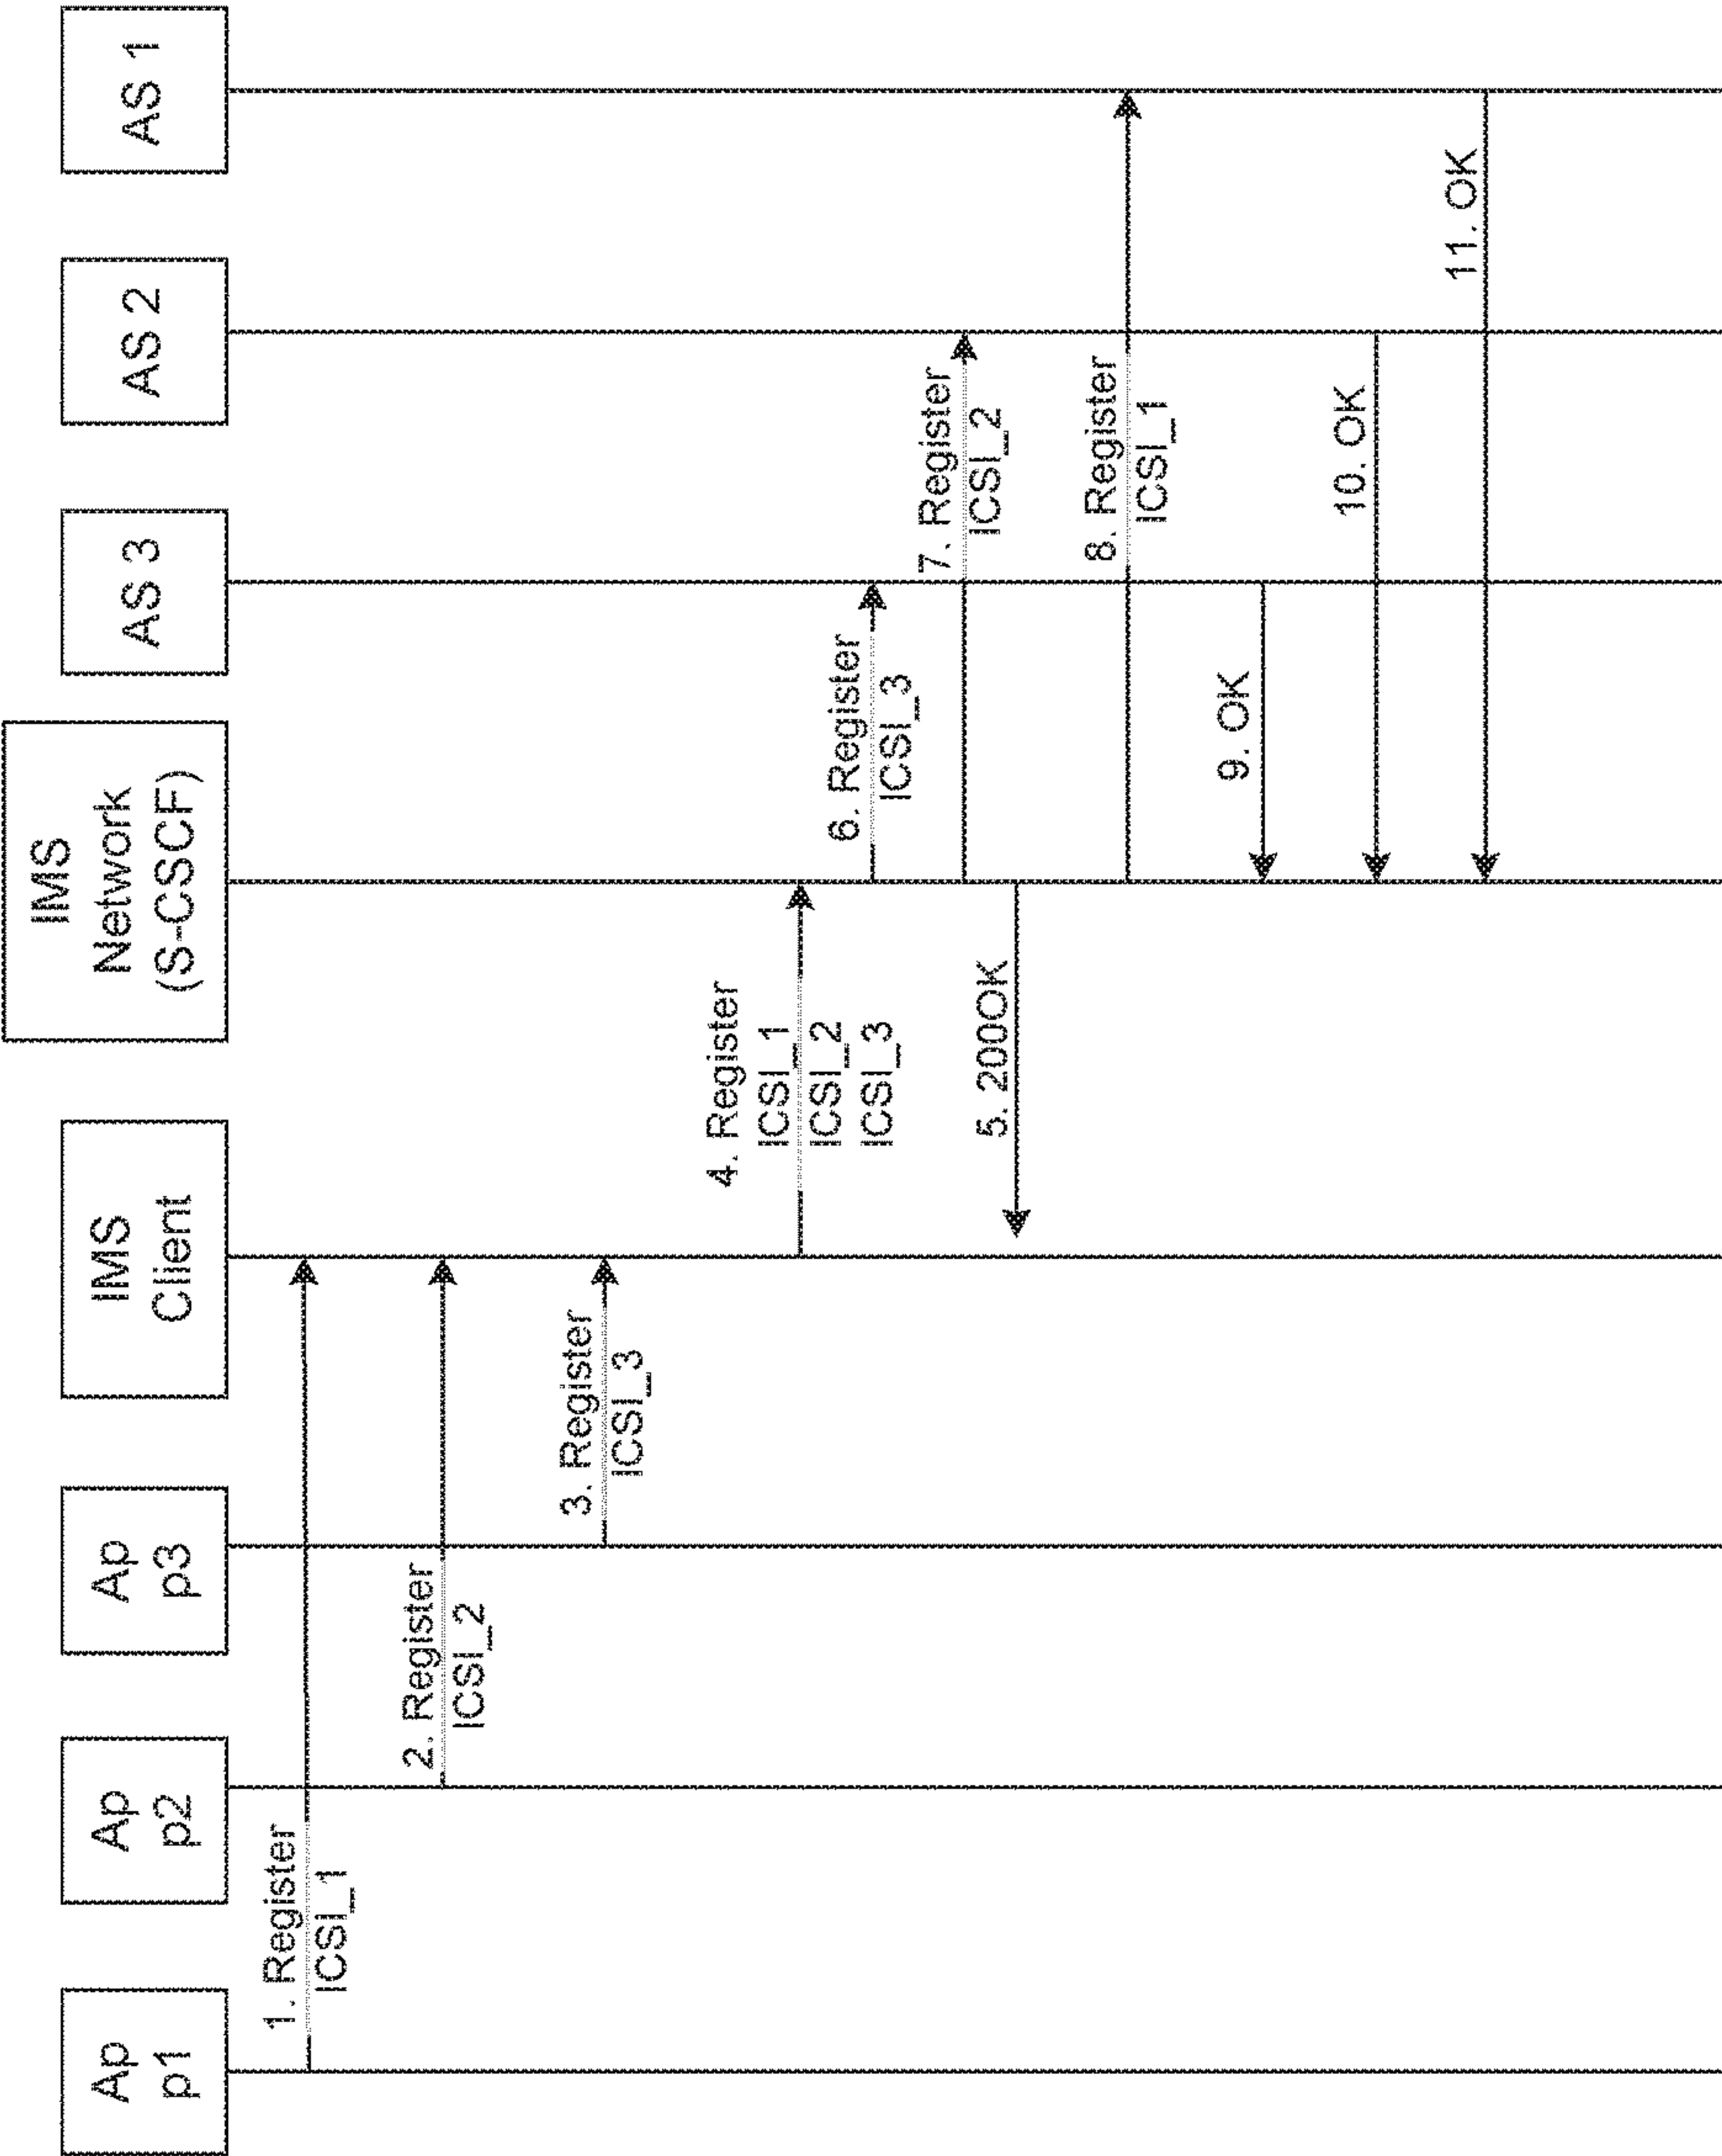 Ap
p1
Ap
p2
Ap
p3
IMS
Client
IMS
Network
(S-CSCF)
AS 3
AS 2
AS 1
1. Register
ICSI_1
2. Register
ICSI_2
3. Register
ICSI_3
4. Register
ICSI_1
ICSI_2
ICSI_3
6. Register
ICSI_3
7. Register
ICSI_2
5. 200OK
8. Register
ICSI_1
9. OK
10. OK
11. OK